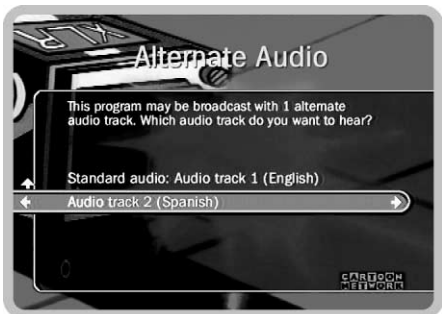 XLR
Alternate Audio
This program may be broadcast with 1 alternate
audio track. Which audio track do you want to hear?
Standard audio: Audio track 1 (English)
Audio track 2 (Spanish)
CARTOON
NETWORK